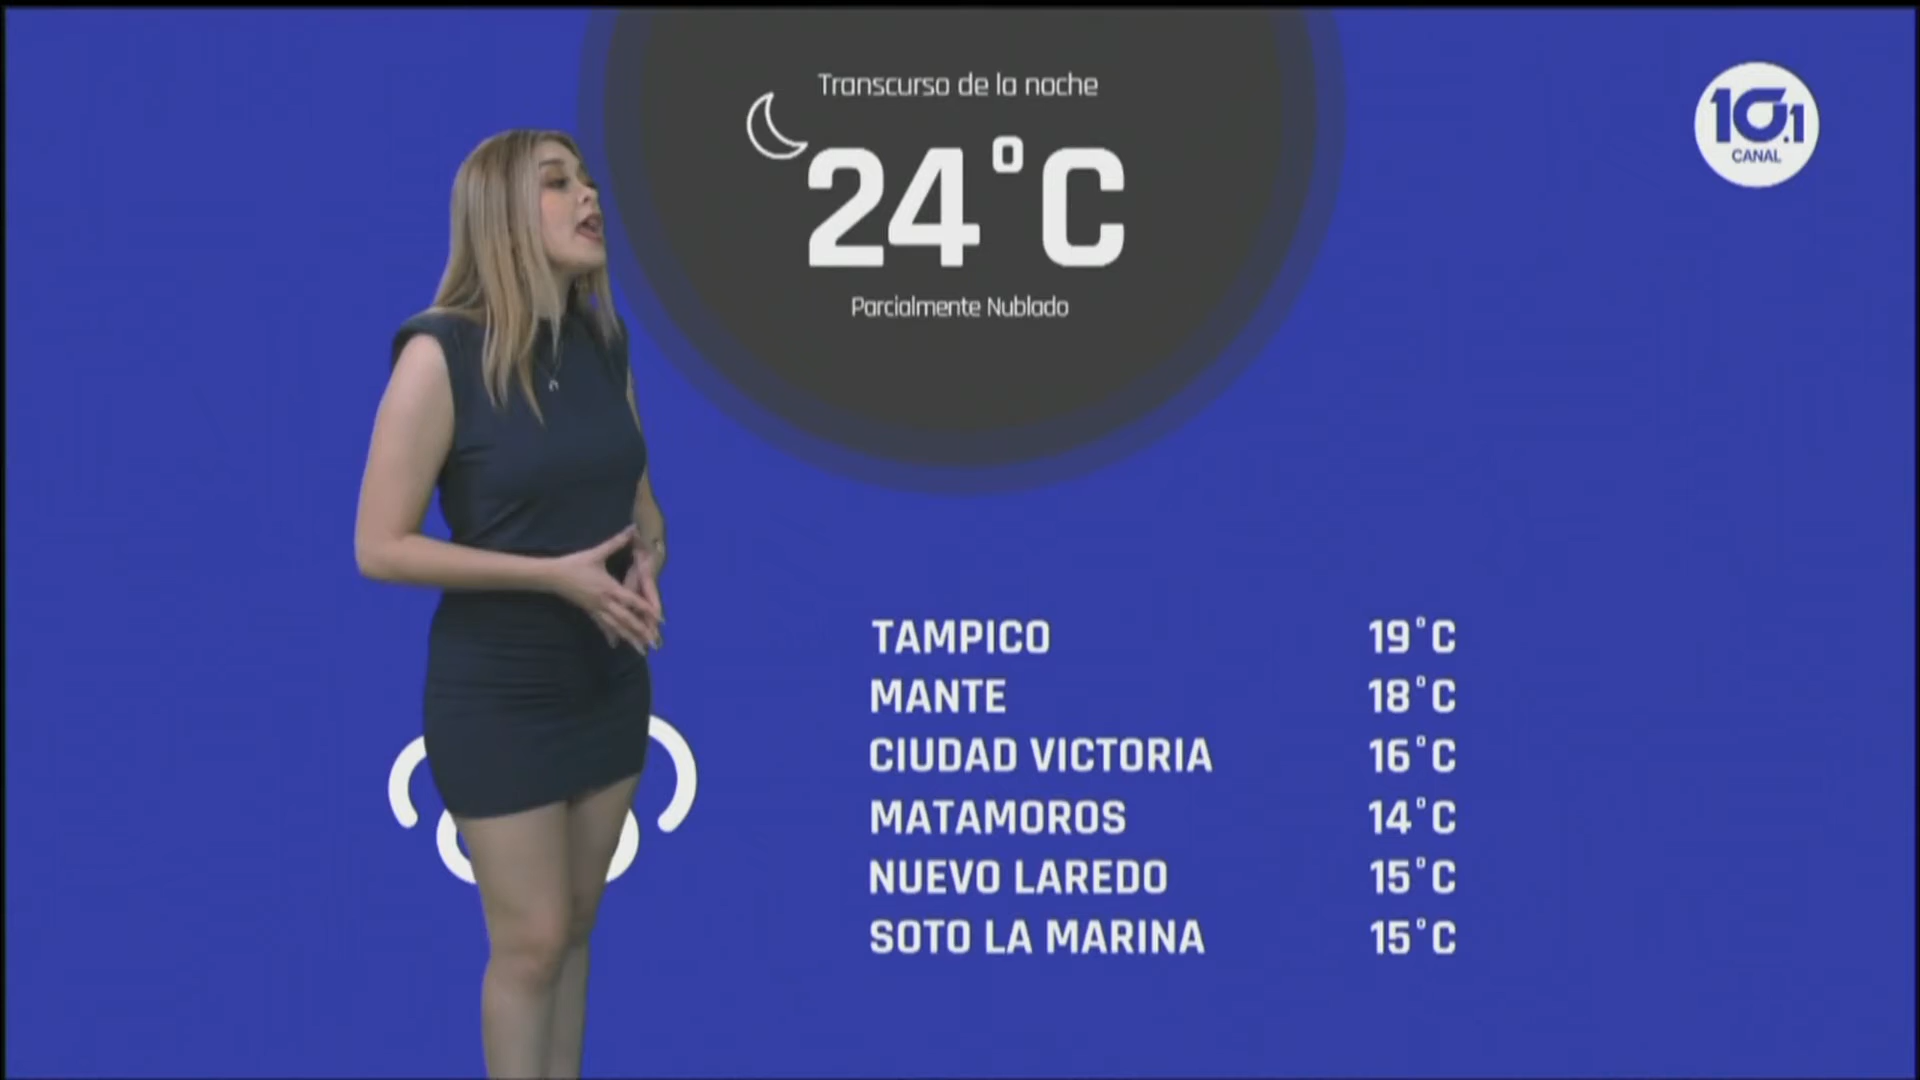 Transcurso de la noche
24°C
Parcialmente Nublado
10.1
CANAL
TAMPICO 19°C
MANTE 18°C
CIUDAD VICTORIA 16°C
MATAMOROS 14°C
NUEVO LAREDO 15°C
SOTO LA MARINA 15°C